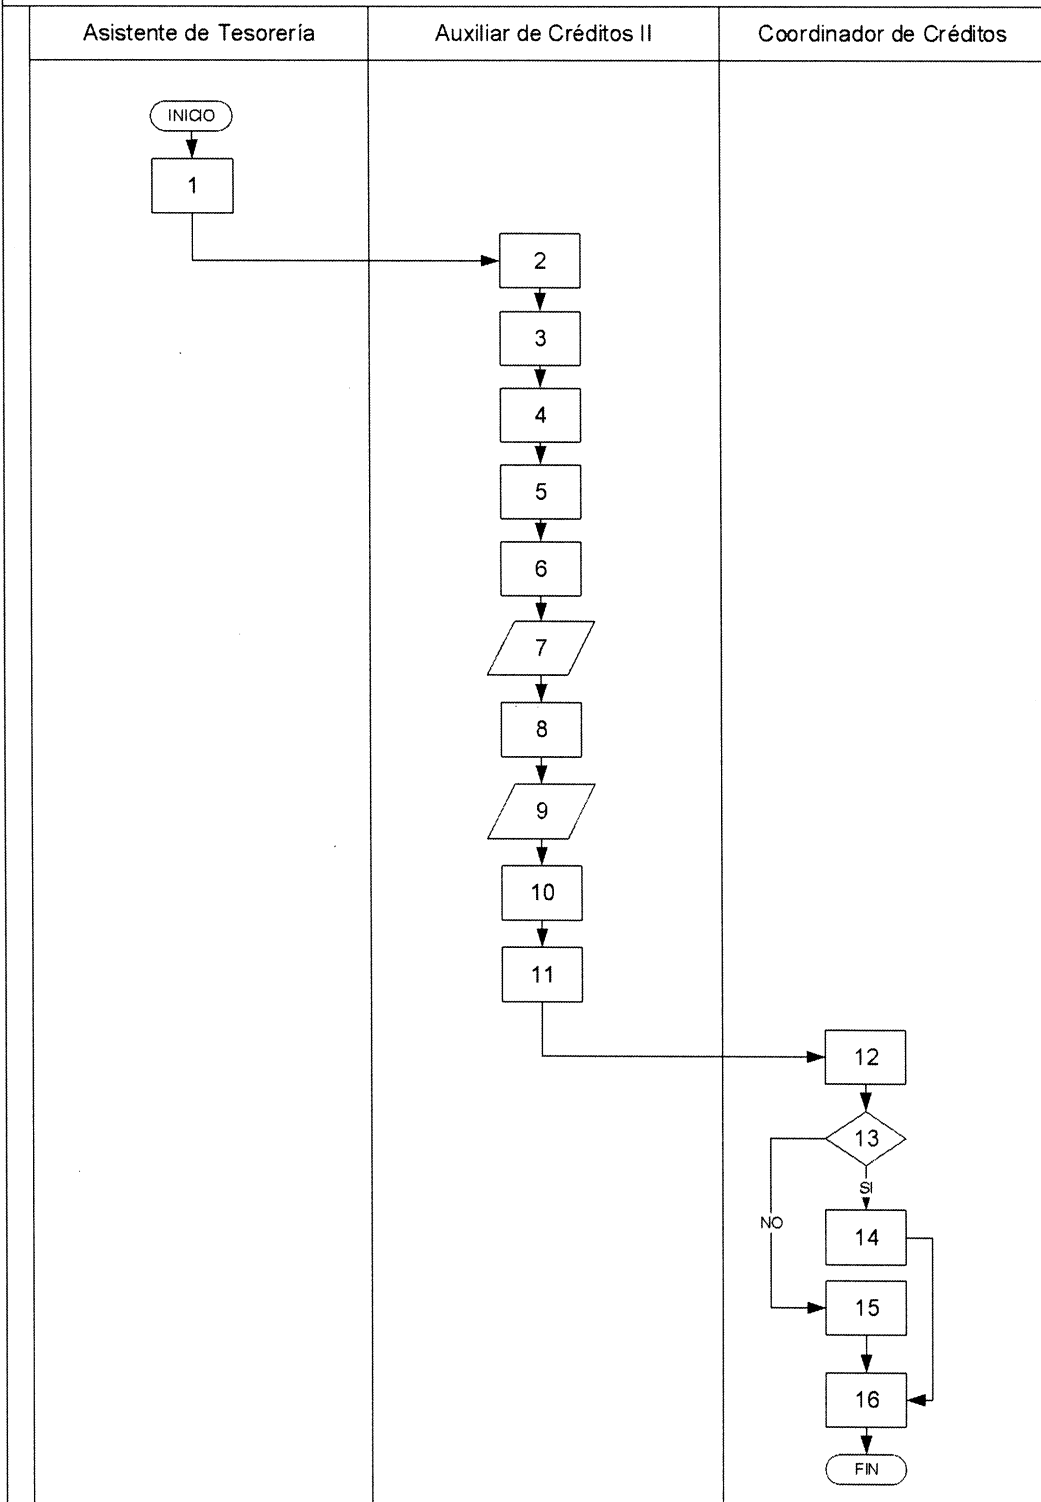 Asistente de Tesorería
Auxiliar de Créditos II
Coordinador de Créditos
INICIO
1
2
3
4
5
6
7
8
9
10
11
12
13
SI
NO
14
15
16
FIN